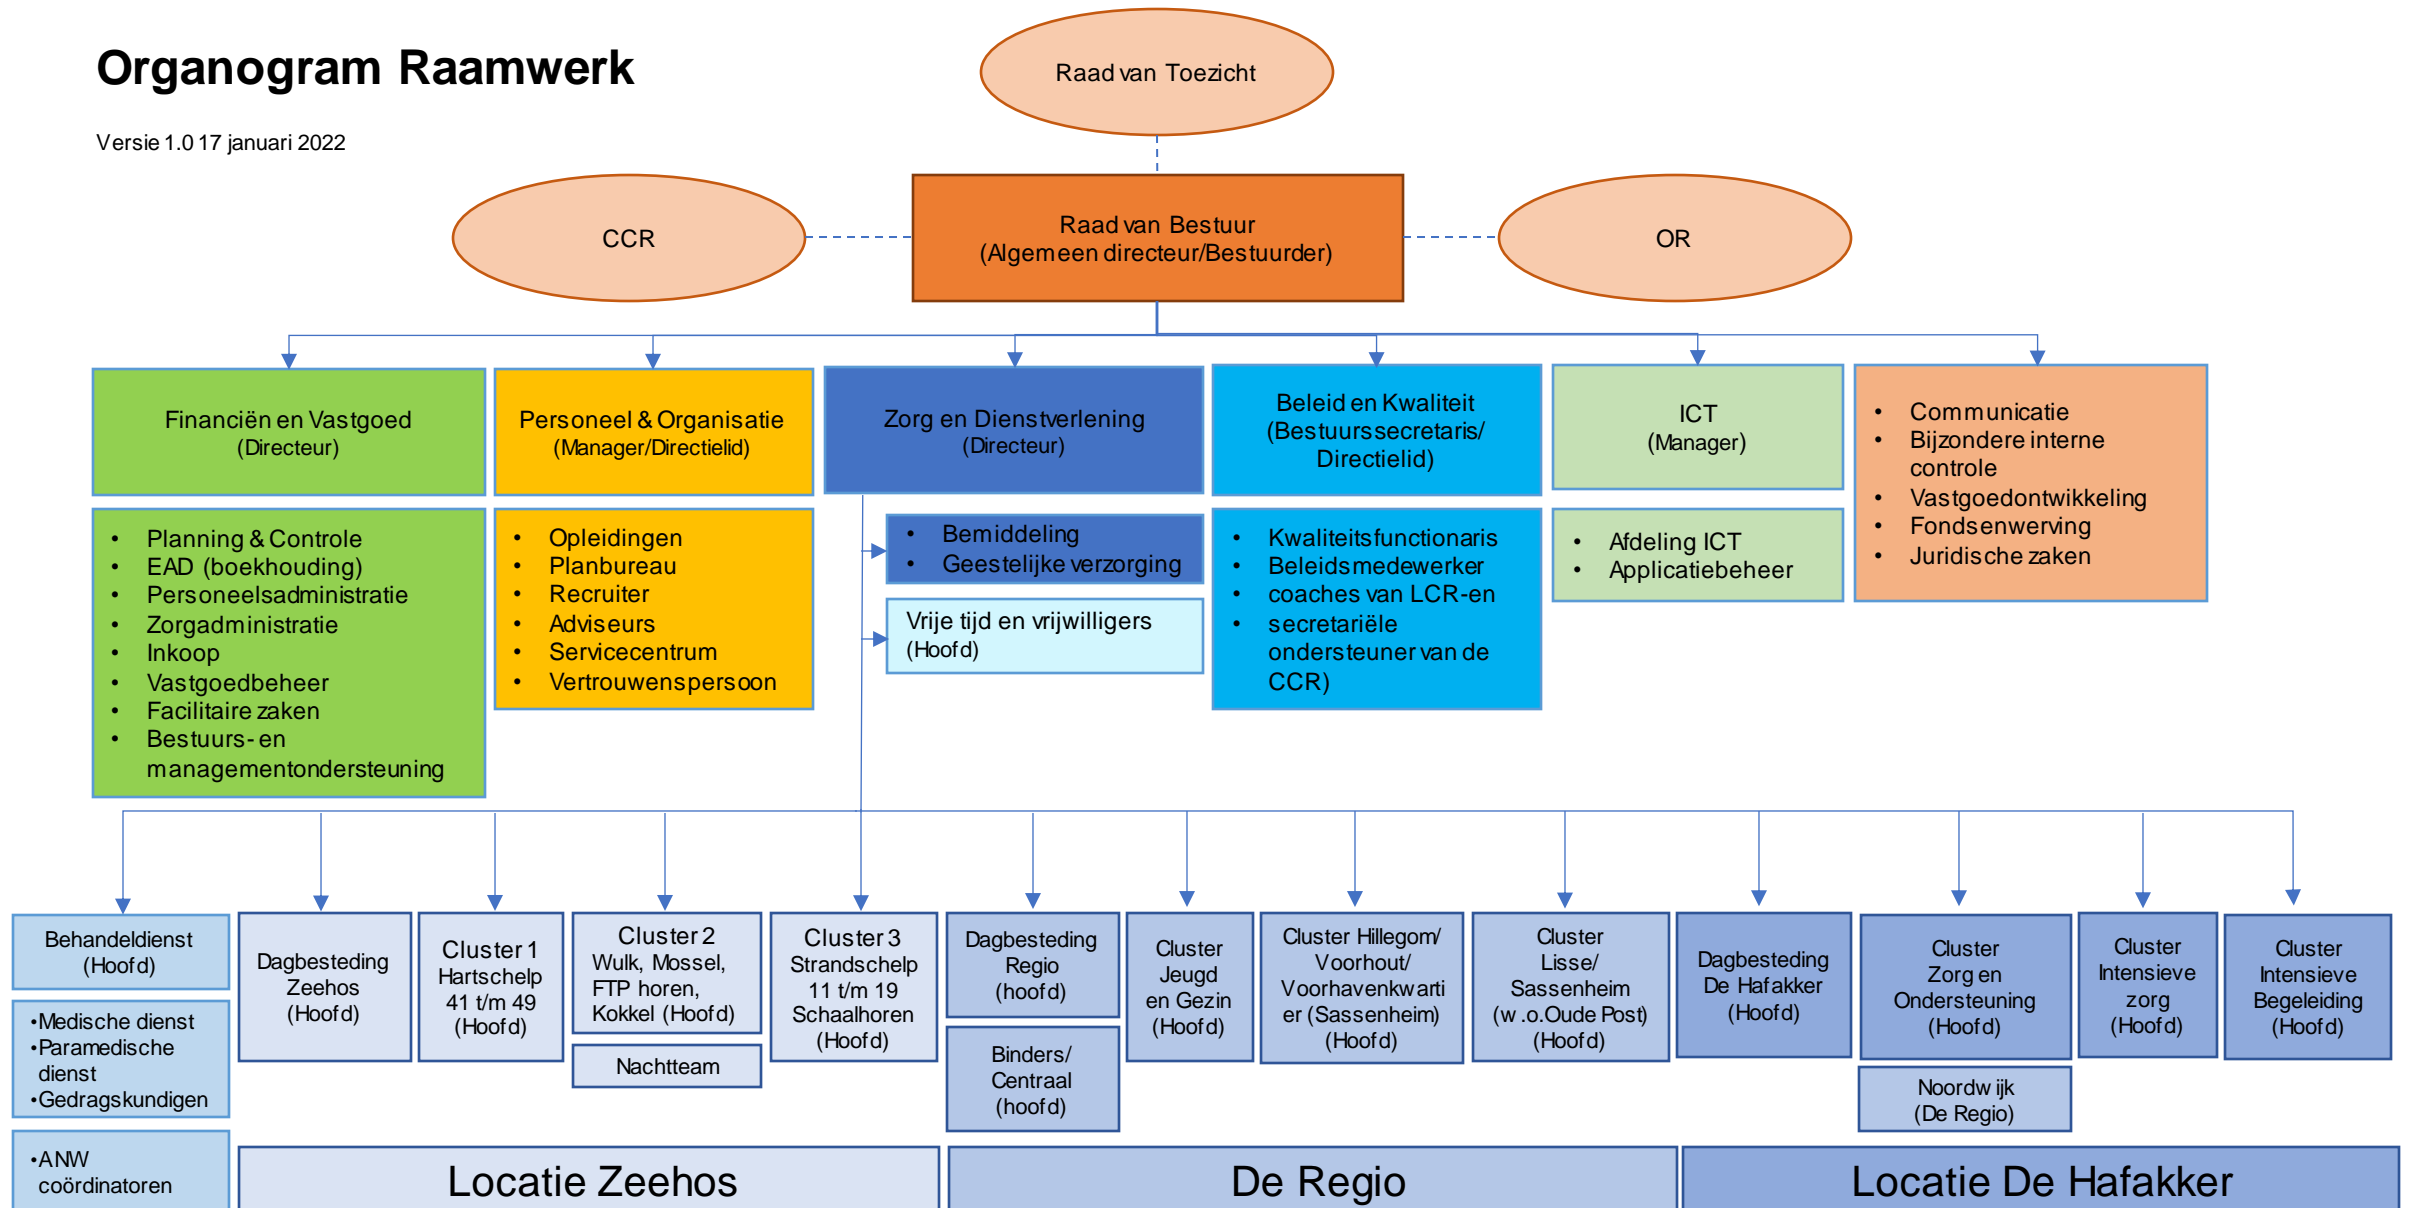 Organogram Raamwerk
Versie 1.0 17 januari 2022
Raad van Toezicht
CCR
Raad van Bestuur
(Algemeen directeur/Bestuurder)
OR
Financiën en Vastgoed
(Directeur)
Personeel & Organisatie
(Manager/Directielid)
Zorg en Dienstverlening
(Directeur)
Beleid en Kwaliteit
(Bestuurssecretaris/
Directielid)
ICT
(Manager)
• Communicatie
• Bijzondere interne
controle
• Vastgoedontwikkeling
• Fondsenwerving
• Juridische zaken
• Planning & Controle
• EAD (boekhouding)
• Personeelsadministratie
• Zorgadministratie
• Inkoop
• Vastgoedbeheer
• Facilitaire zaken
• Bestuurs- en
managementondersteuning
• Opleidingen
• Planbureau
• Recruiter
• Adviseurs
• Servicecentrum
• Vertrouwenspersoon
• Bemiddeling
• Geestelijke verzorging
Vrije tijd en vrijwilligers
(Hoofd)
• Kwaliteitsfunctionaris
• Beleidsmedewerker
• coaches van LCR-en
• secretariële
ondersteuner van de
CCR)
• Afdeling ICT
• Applicatiebeheer
Behandeldienst
(Hoofd)
•Medische dienst
•Paramedische
dienst
•Gedragskundigen
•ANW
coördinatoren
Dagbesteding
Zeehos
(Hoofd)
Cluster 1
Hartschelp
41 t/m 49
(Hoofd)
Cluster 2
Wulk, Mossel,
FTP horen,
Kokkel (Hoofd)
Nachtteam
Cluster 3
Strandschelp
11 t/m 19
Schaalhoren
(Hoofd)
Dagbesteding
Regio
(hoofd)
Binders/
Centraal
(hoofd)
Cluster
Jeugd
en Gezin
(Hoofd)
Cluster Hillegom/
Voorhout/
Voorhavenkwarti
er (Sassenheim)
(Hoofd)
Cluster
Lisse/
Sassenheim
(w.o.Oude Post)
(Hoofd)
Dagbesteding
De Hafakker
(Hoofd)
Cluster
Zorg en
Ondersteuning
(Hoofd)
Noordwijk
(De Regio)
Cluster
Intensieve
zorg
(Hoofd)
Cluster
Intensieve
Begeleiding
(Hoofd)
Locatie Zeehos
De Regio
Locatie De Hafakker